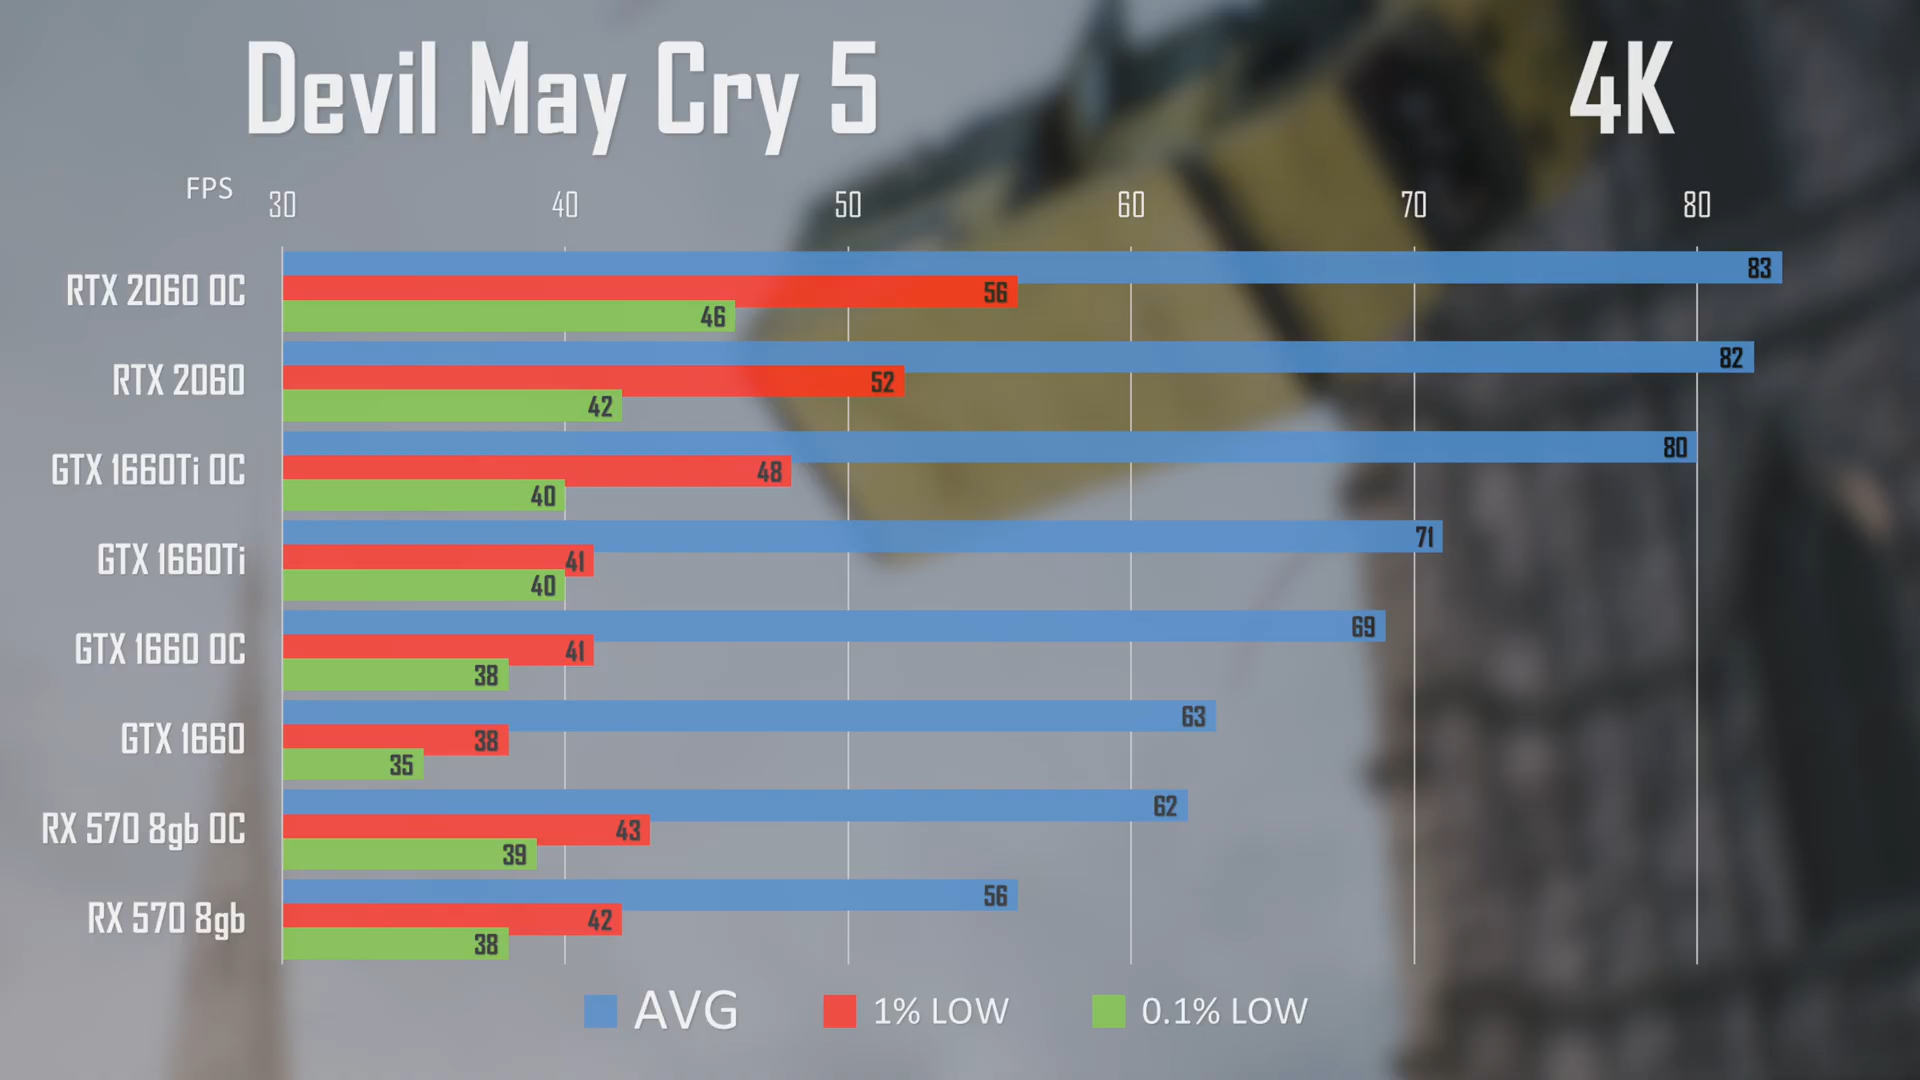 Devil May Cry 5
4K
FPS
30 40 50 60 70 80
RTX 2060 OC
83
56
46
RTX 2060
82
52
42
GTX 1660Ti OC
80
48
40
GTX 1660Ti
71
41
40
GTX 1660 OC
69
41
38
GTX 1660
63
38
35
RX 570 8gb OC
62
43
39
RX 570 8gb
56
42
38
AVG 1% LOW 0.1% LOW